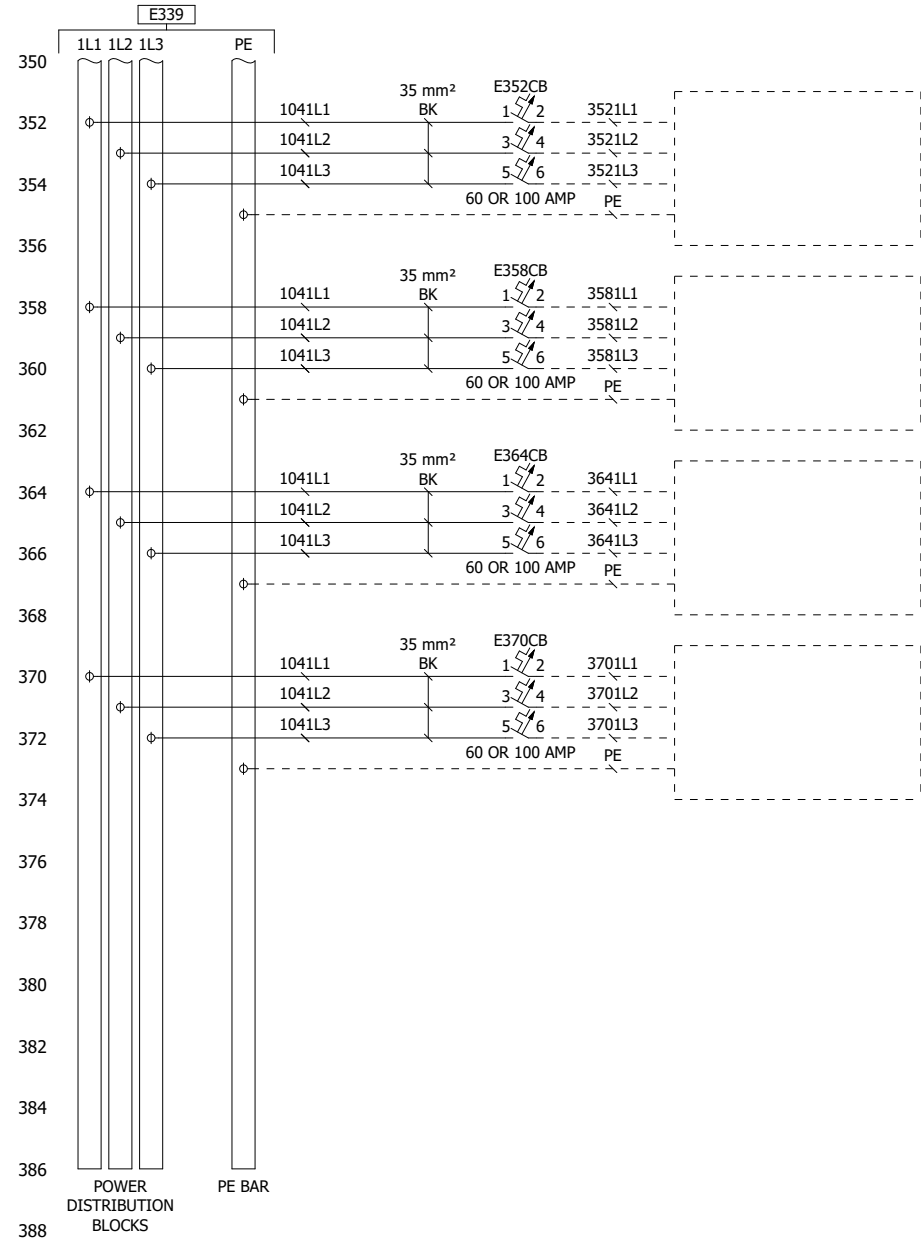 E339
1L1 1L2 1L3 PE
350
35 mm² E352CB
1041L1 BK 1 2 3521L1
352
1041L2 3 4 3521L2
1041L3 5 6 3521L3
354
60 OR 100 AMP PE
356
35 mm² E358CB
1041L1 BK 1 2 3581L1
358
1041L2 3 4 3581L2
1041L3 5 6 3581L3
360
60 OR 100 AMP PE
362
35 mm² E364CB
1041L1 BK 1 2 3641L1
364
1041L2 3 4 3641L2
1041L3 5 6 3641L3
366
60 OR 100 AMP PE
368
35 mm² E370CB
1041L1 BK 1 2 3701L1
370
1041L2 3 4 3701L2
1041L3 5 6 3701L3
372
60 OR 100 AMP PE
374
376
378
380
382
384
386
POWER PE BAR
DISTRIBUTION
BLOCKS
388